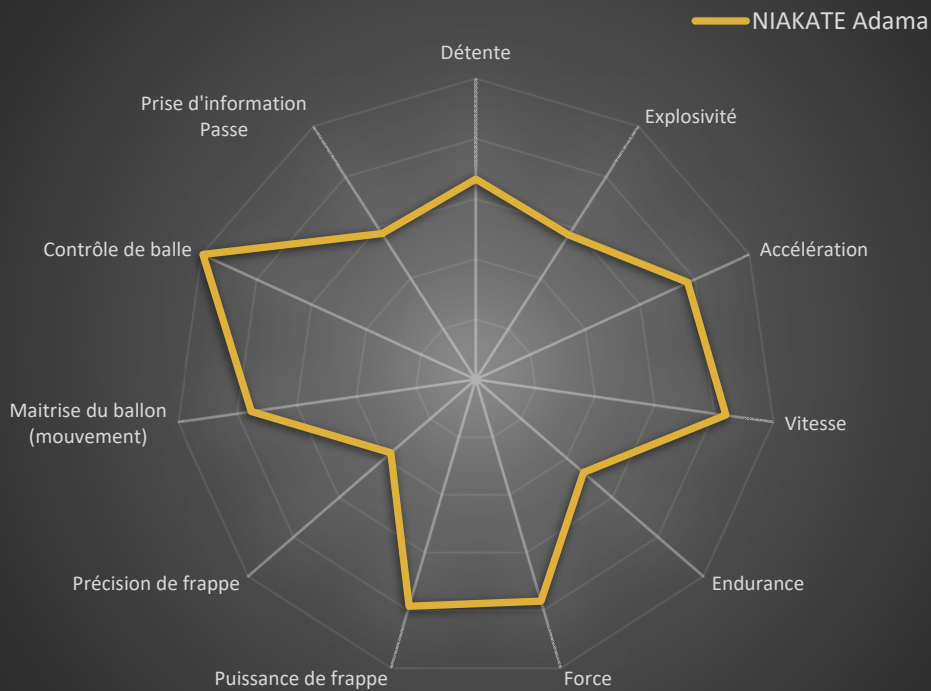 NIAKATE Adama
Détente
Explosivité
Accélération
Vitesse
Endurance
Force
Puissance de frappe
Précision de frappe
Maitrise du ballon
(mouvement)
Contrôle de balle
Prise d'information
Passe